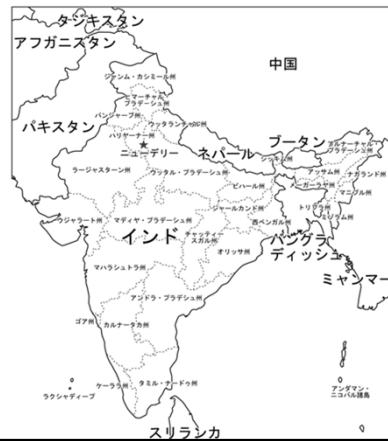 タジキスタン
アフガニスタン
中国
ジャンム・カシミール州
ヒマーチャル
プラデーシュ州
パンジャーブ州
ウッタランチャル州
ハリヤーナー州
パキスタン
ニューデリー
ネパール
ブータン
シッキム州
アルナーチャル
プラデーシュ州
ラージャスターン州
ウッタル・プラデーシュ州
アッサム州
ナガランド州
メーガーラヤ州
マニプル州
ビハール州
トリプラ州
ミゾラム州
ジャールカンド州
西ベンガル州
グジャラート州
マディヤ・プラデーシュ州
インド
チャッティー
スガル州
オリッサ州
バングラ
ディッシュ
ミャンマー
マハラシュトラ州
アンドラ・プラデシュ州
ゴア州
カルナータカ州
ケーララ州
タミル・ナードゥ州
ラクシャディープ
アンダマン・
ニコバル諸島
スリランカ